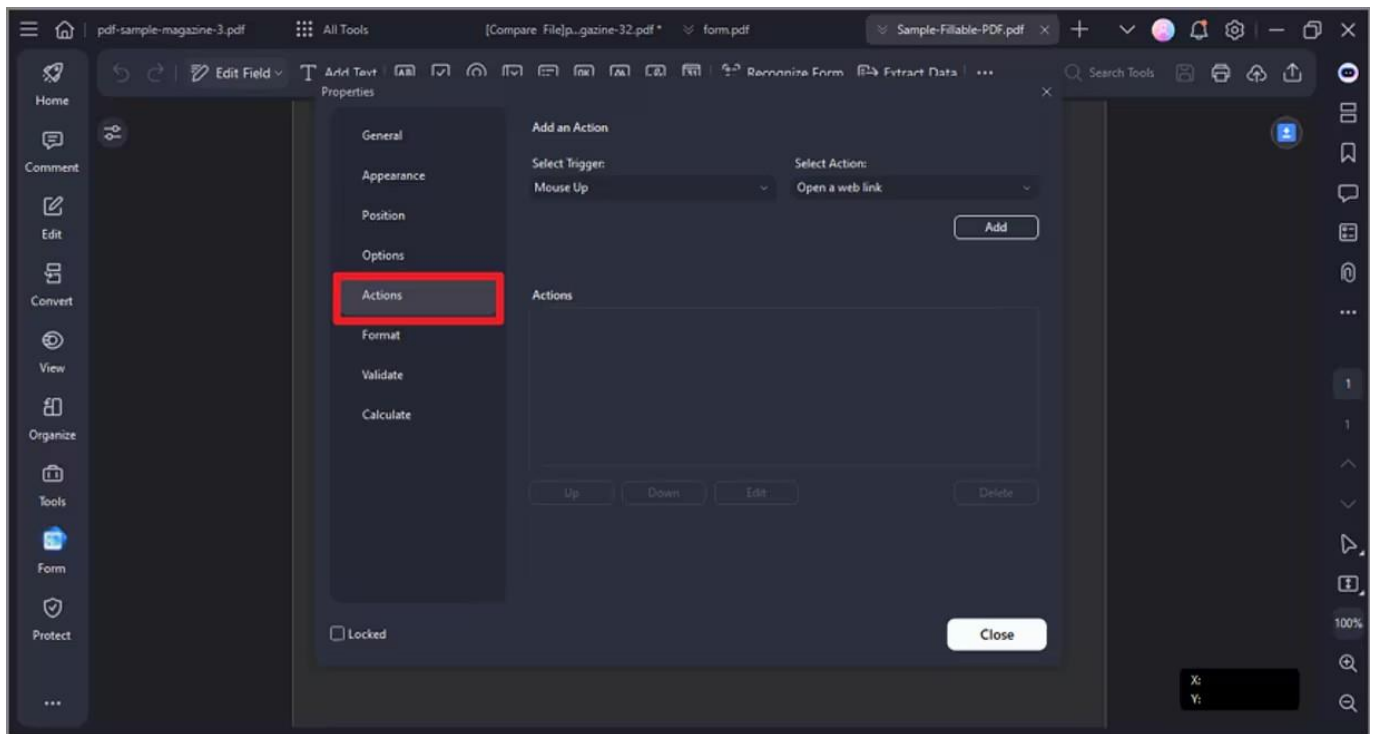 pdf-sample-magazine-3.pdf
All Tools
[Compare File]p...gazine-32.pdf *
form.pdf
Sample-Fillable-PDF.pdf
Edit Field
Add Text
Recognize Form
Extract Data
Search Tools
Home
Comment
Edit
Convert
View
Organize
Tools
Form
Protect
Properties
General
Appearance
Position
Options
Actions
Format
Validate
Calculate
Add an Action
Select Trigger:
Select Action:
Mouse Up
Open a web link
Add
Actions
Up
Down
Edit
Delete
Locked
Close
1
1
100%
X:
Y: